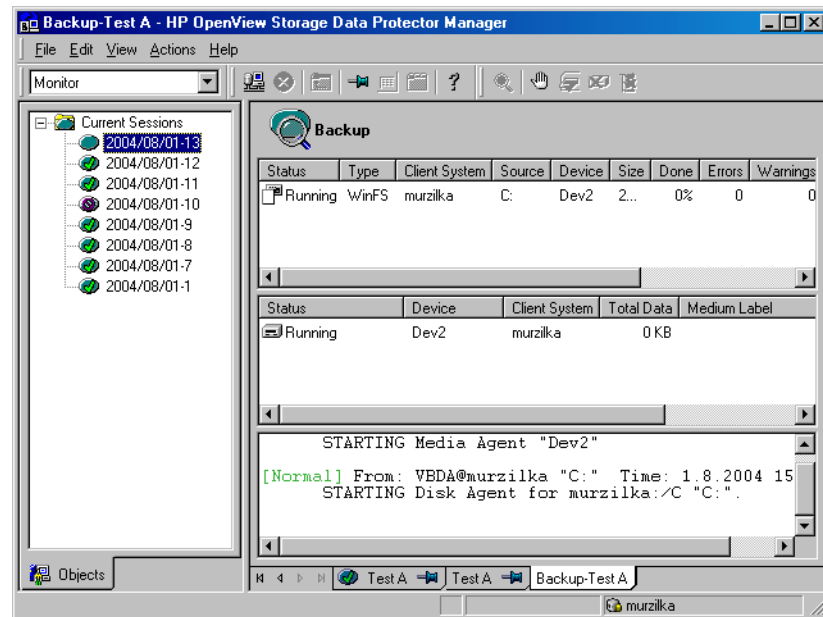 Backup-Test A - HP OpenView Storage Data Protector Manager
File Edit View Actions Help
Monitor
Current Sessions
2004/08/01-13
2004/08/01-12
2004/08/01-11
2004/08/01-10
2004/08/01-9
2004/08/01-8
2004/08/01-7
2004/08/01-1
Objects
Backup
Status Type Client System Source Device Size Done Errors Warnings
Running WinFS murzilka C: Dev2 2... 0% 0 0
Status Device Client System Total Data Medium Label
Running Dev2 murzilka 0 KB
STARTING Media Agent "Dev2"
[Normal] From: VBDA@murzilka "C:" Time: 1.8.2004 15
STARTING Disk Agent for murzilka:/C "C:".
Test A Test A Backup-Test A
murzilka